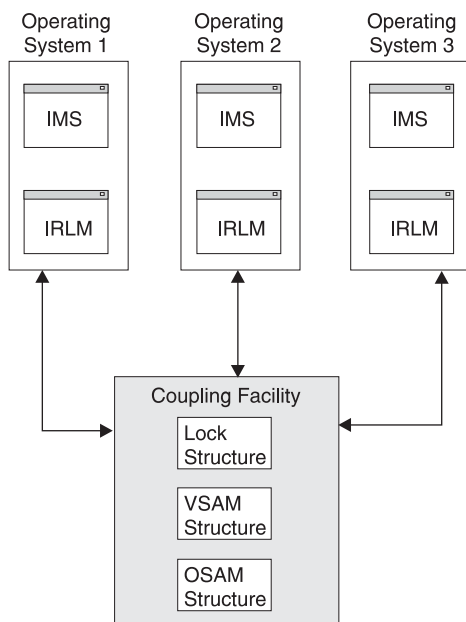 Operating
System 1
Operating
System 2
Operating
System 3
IMS
IMS
IMS
IRLM
IRLM
IRLM
Coupling Facility
Lock
Structure
VSAM
Structure
OSAM
Structure